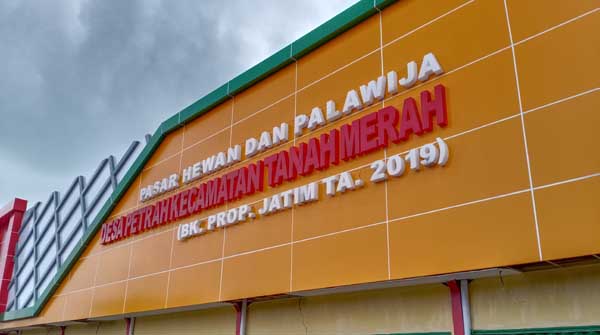 PASAR HEWAN DAN PALAWIJA
DESA PETRAH KECAMATAN TANAH MERAH
(BK. PROP. JATIM TA. 2019)